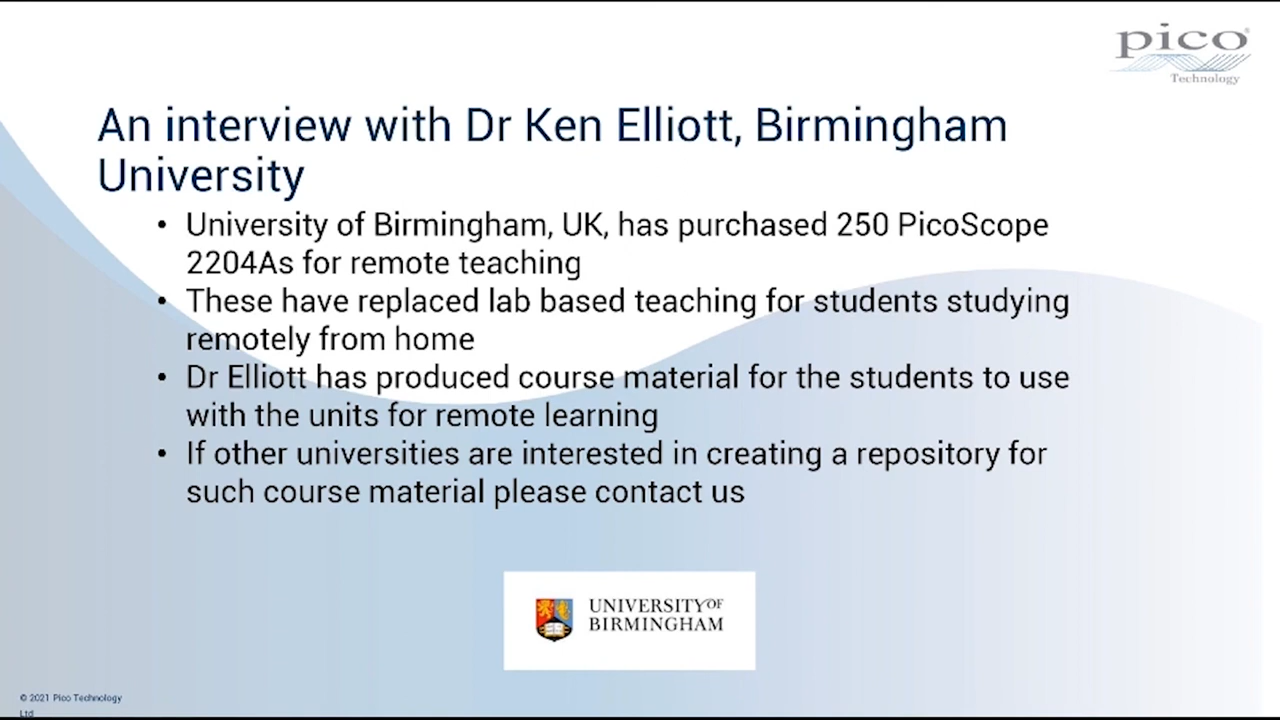 pico
Technology
An interview with Dr Ken Elliott, Birmingham
University
• University of Birmingham, UK, has purchased 250 PicoScope
2204As for remote teaching
• These have replaced lab based teaching for students studying
remotely from home
• Dr Elliott has produced course material for the students to use
with the units for remote learning
• If other universities are interested in creating a repository for
such course material please contact us
UNIVERSITY OF
BIRMINGHAM
© 2021 Pico Technology
Ltd